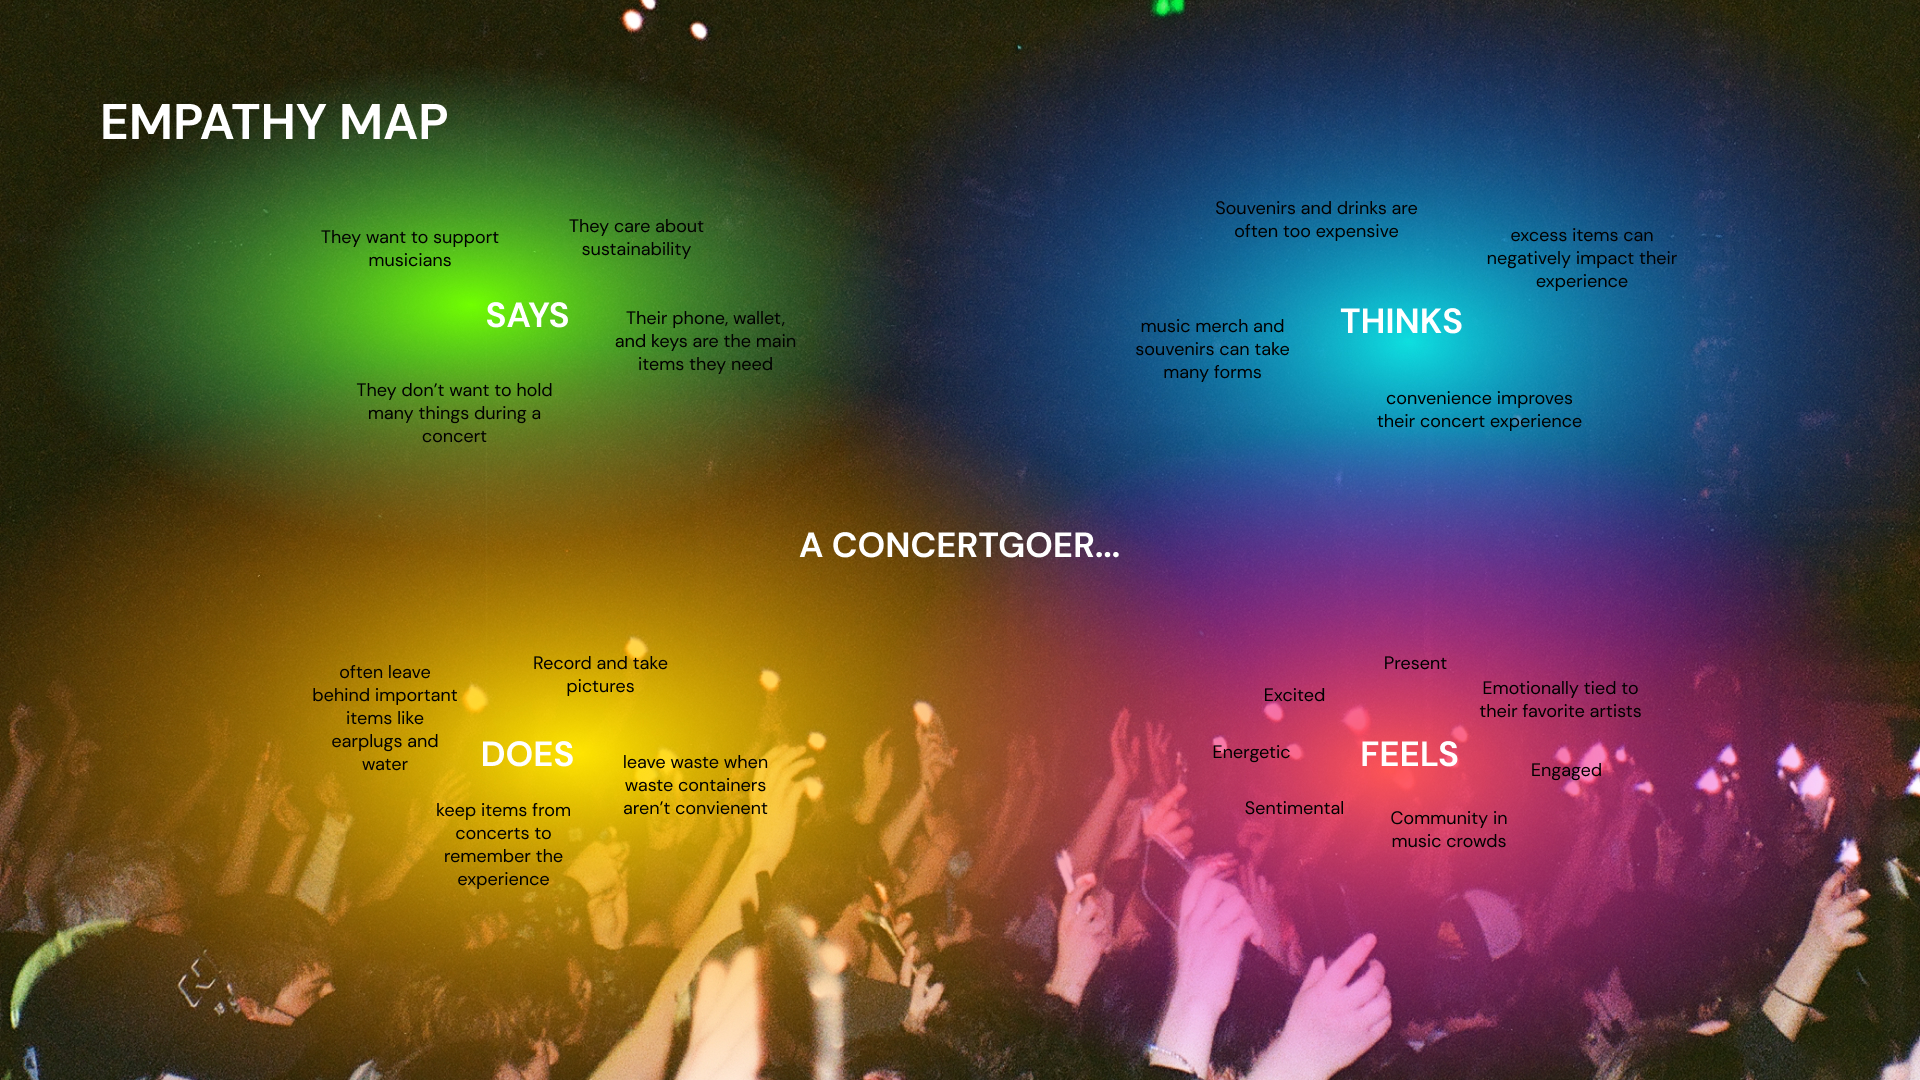 EMPATHY MAP
They want to support
musicians
They care about
sustainability
SAYS
Their phone, wallet,
and keys are the main
items they need
They don't want to hold
many things during a
concert
Souvenirs and drinks are
often too expensive
excess items can
negatively impact their
experience
THINKS
music merch and
souvenirs can take
many forms
convenience improves
their concert experience
A CONCERTGOER...
often leave
behind important
items like
earplugs and
water
Record and take
pictures
DOES
leave waste when
waste containers
aren't convienent
keep items from
concerts to
remember the
experience
Present
Excited
Emotionally tied to
their favorite artists
Energetic
FEELS
Engaged
Sentimental
Community in
music crowds